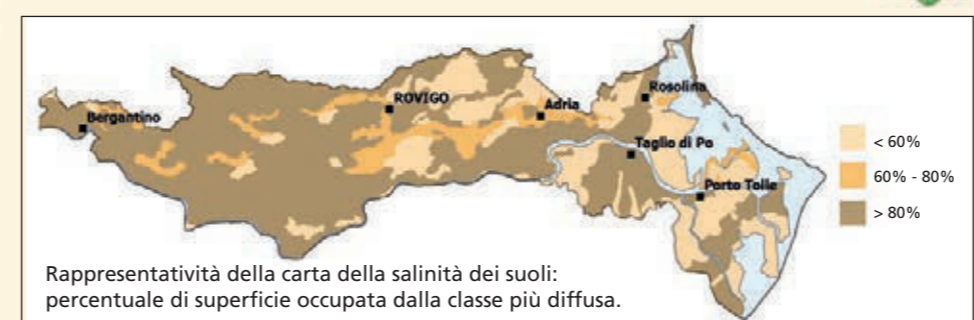 Rosolina
ROVIGO
Adria
Bergantino
Taglio di Po
Porto Tolle
< 60%
60% - 80%
> 80%
Rappresentatività della carta della salinità dei suoli:
percentuale di superficie occupata dalla classe più diffusa.